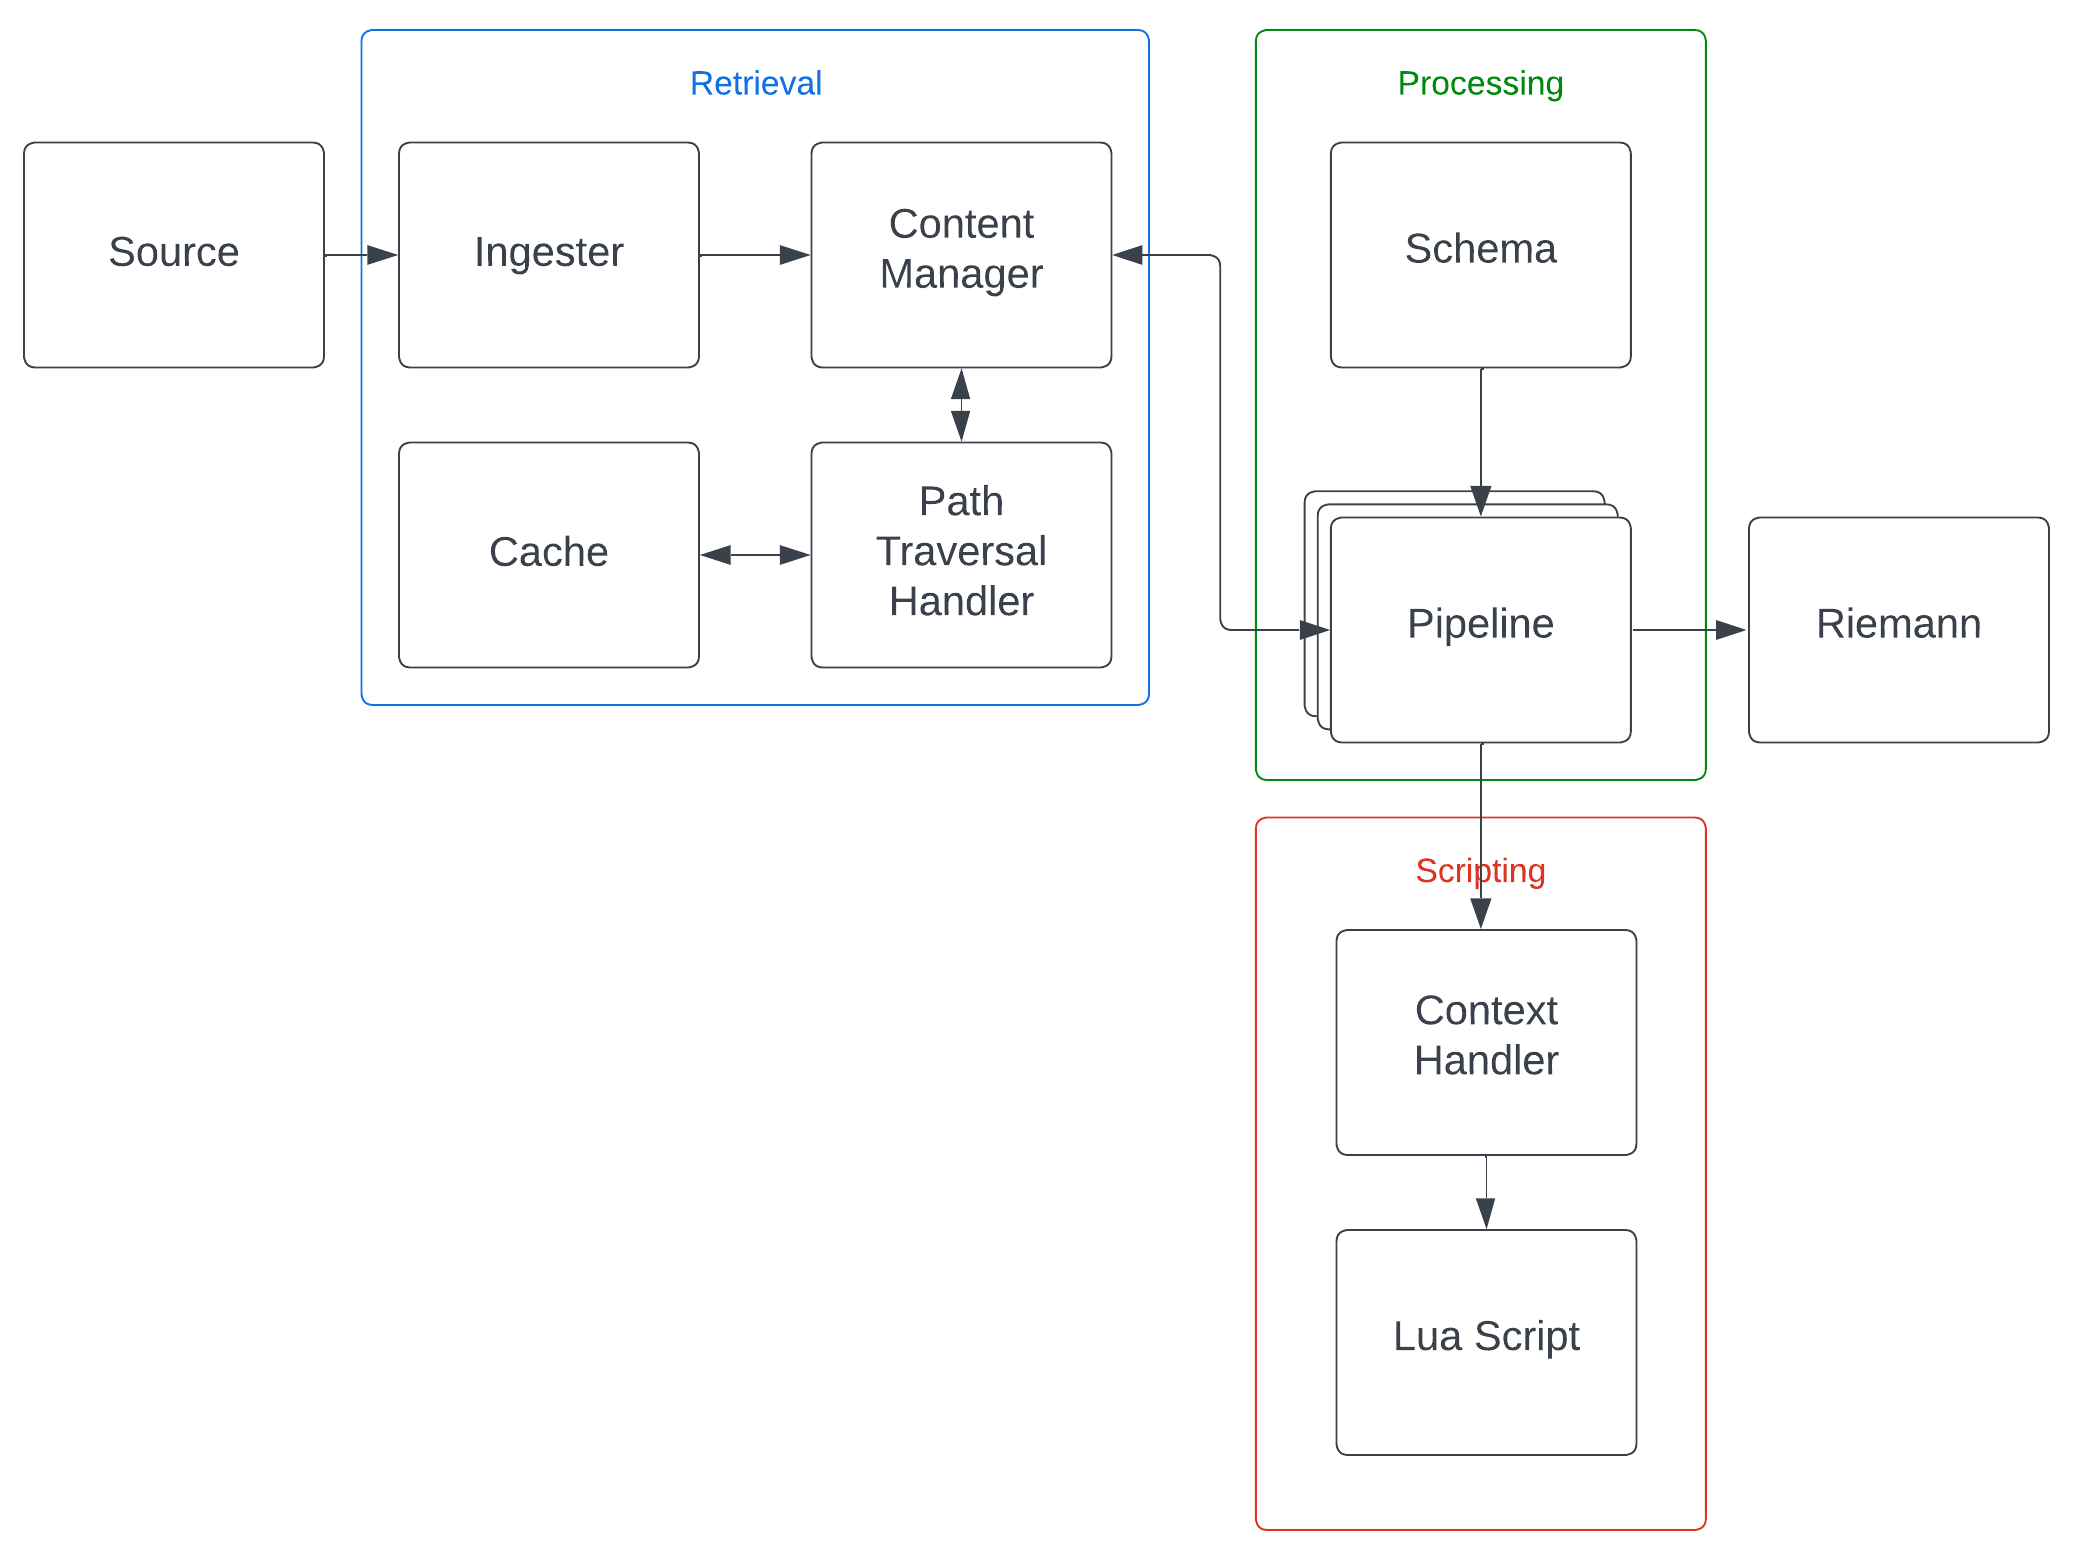 Retrieval
Processing
Source
Ingester
Content
Manager
Schema
Cache
Path
Traversal
Handler
Pipeline
Riemann
Scripting
Context
Handler
Lua Script